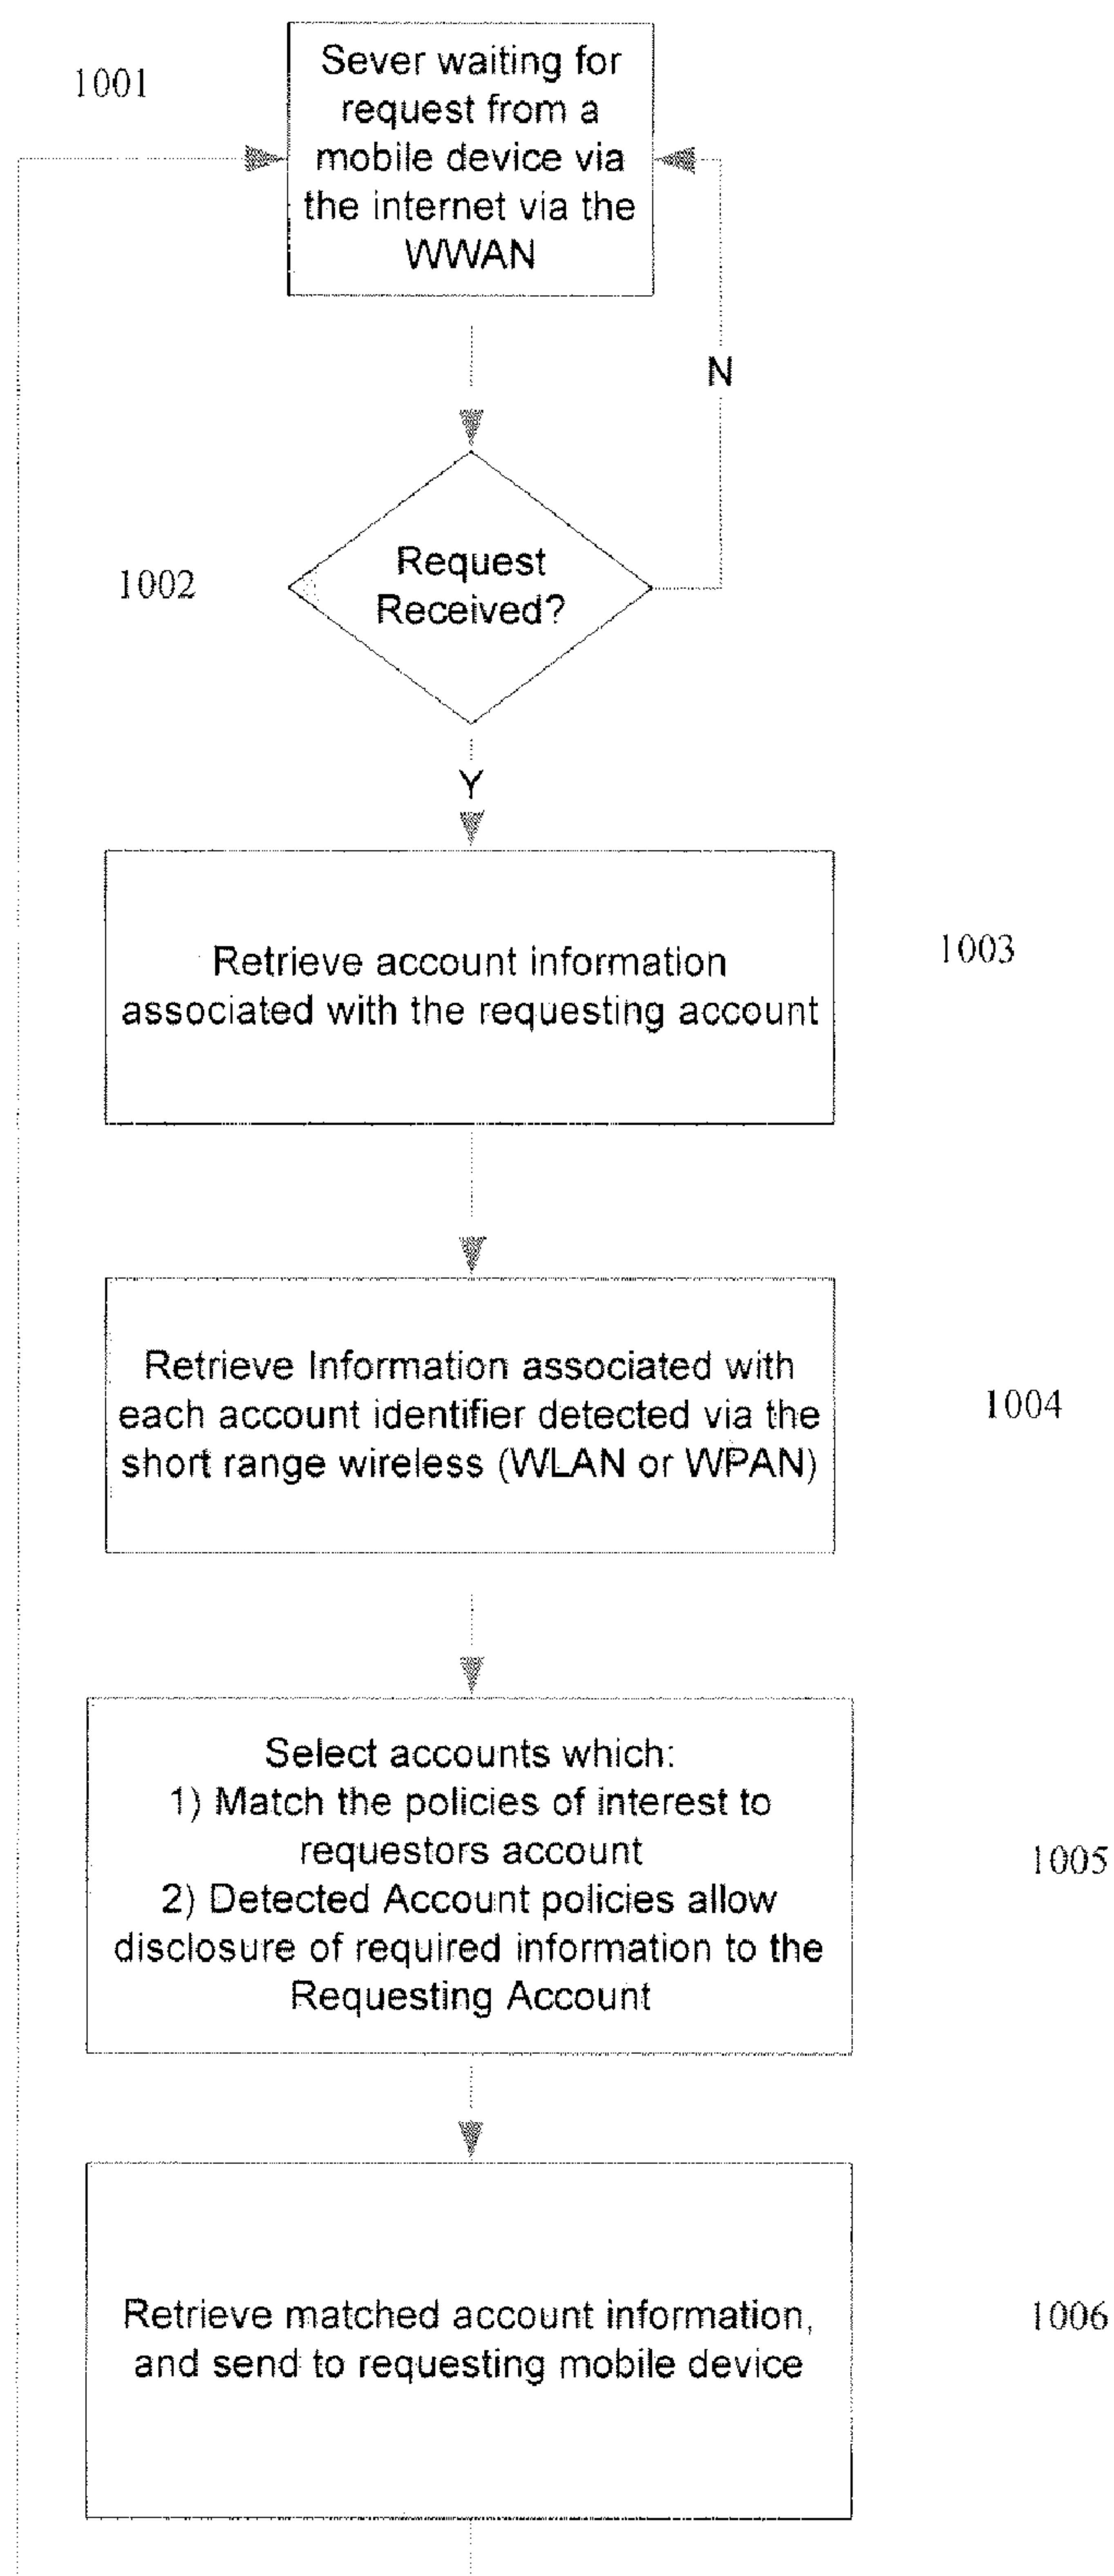 1001
Sever waiting for
request from a
mobile device via
the internet via the
WWAN
N
1002
Request
Received?
Y
Retrieve account information
associated with the requesting account
1003
Retrieve Information associated with
each account identifier detected via the
short range wireless (WLAN or WPAN)
1004
Select accounts which:
1) Match the policies of interest to
requestors account
2) Detected Account policies allow
disclosure of required information to the
Requesting Account
1005
Retrieve matched account information,
and send to requesting mobile device
1006